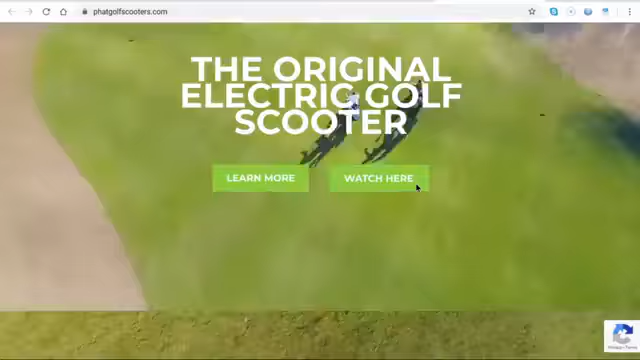 phatgolfscooters.com
THE ORIGINAL
ELECTRIC GOLF
SCOOTER
LEARN MORE
WATCH HERE